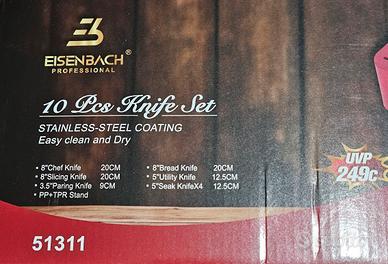 EISENBACH®
PROFESSIONAL
10 Pcs Knife Set
STAINLESS-STEEL COATING
Easy clean and Dry
• 8"Chef Knife 20CM
• 8"Slicing Knife 20CM
• 3.5"Paring Knife 9CM
• PP+TPR Stand
• 8"Bread Knife 20CM
• 5"Utility Knife 12.5CM
• 5"Seak KnifeX4 12.5CM
UVP
249€
51311